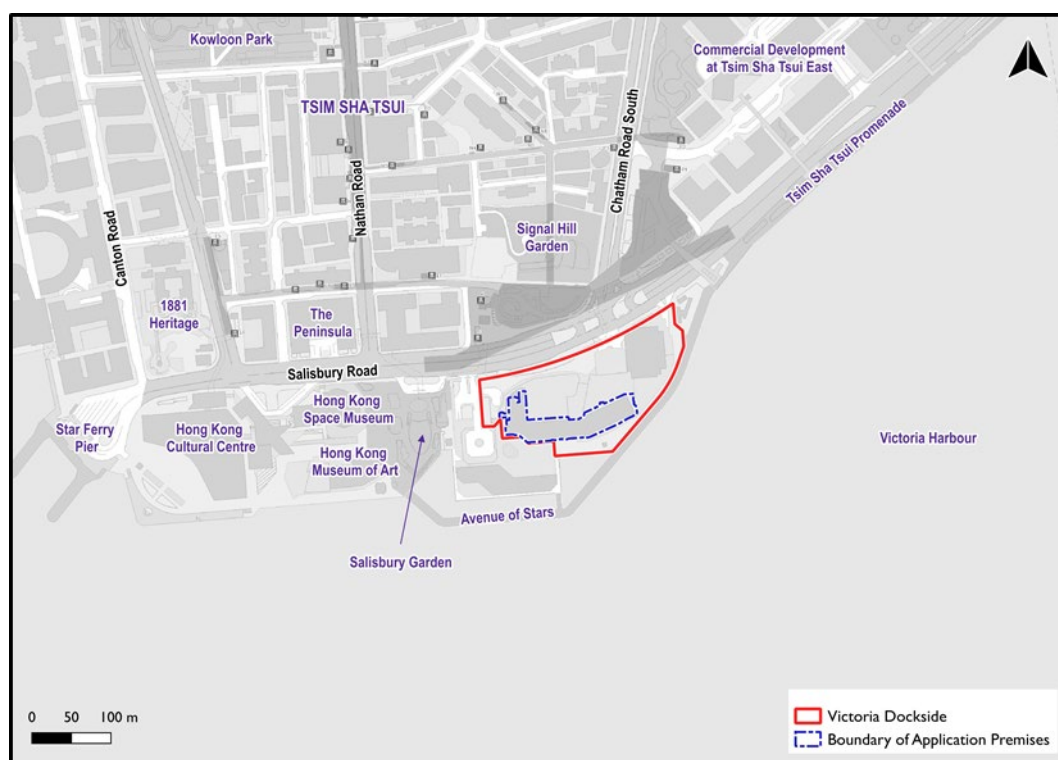 Kowloon Park
Commercial Development
at Tsim Sha Tsui East
TSIM SHA TSUI
Tsim Sha Tsui Promenade
Chatham Road South
Nathan Road
Canton Road
Signal Hill
Garden
1881
Heritage
The
Peninsula
Salisbury Road
Hong Kong
Space Museum
Star Ferry
Pier
Hong Kong
Cultural Centre
Hong Kong
Museum of Art
Victoria Harbour
Avenue of Stars
Salisbury Garden
0 50 100 m
Victoria Dockside
Boundary of Application Premises